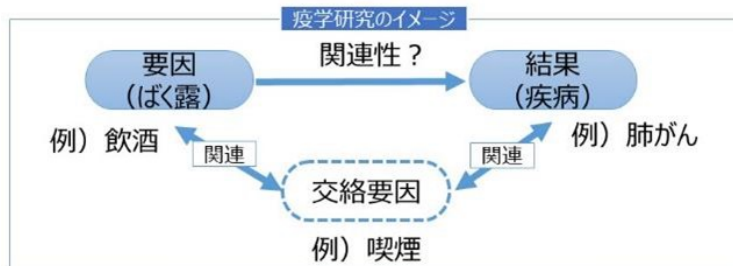 疫学研究のイメージ
要因
(ばく露)
関連性？
結果
(疾病)
例）飲酒
関連
関連
例）肺がん
交絡要因
例）喫煙